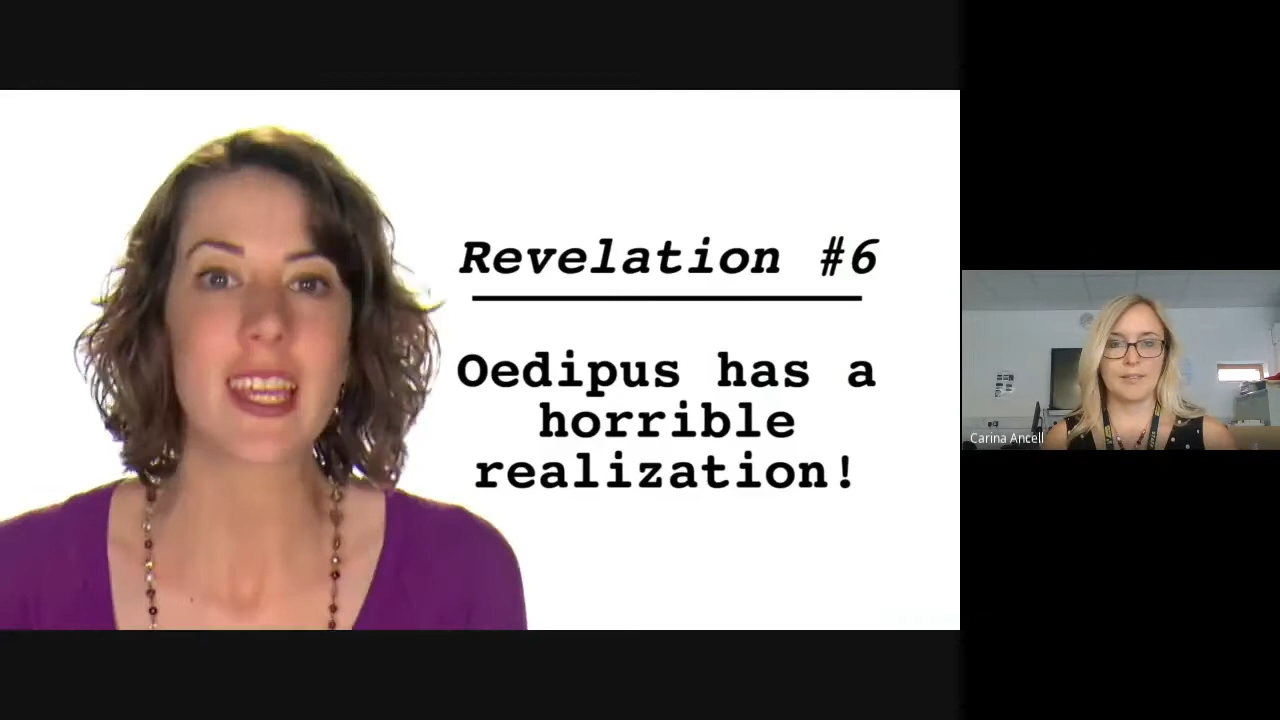 Revelation #6
Oedipus has a
horrible
realization!
Carina Ancell